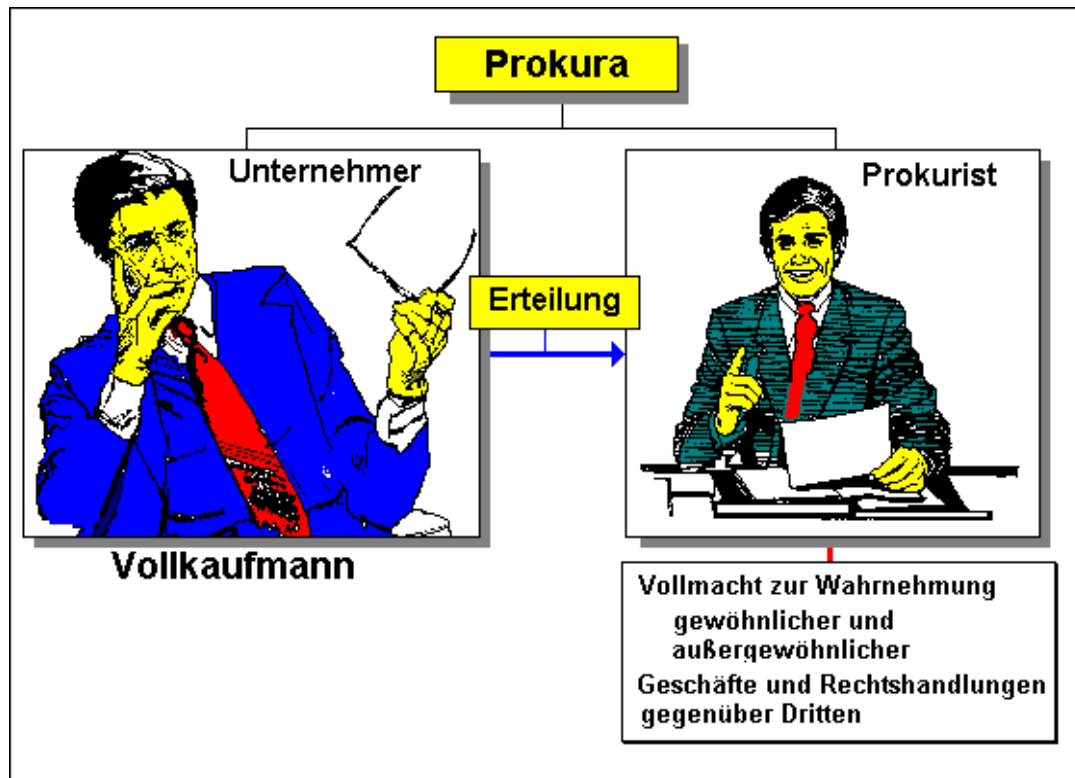 Prokura
Unternehmer
Prokurist
Erteilung
Vollkaufmann
Vollmacht zur Wahrnehmung
gewöhnlicher und
außergewöhnlicher
Geschäfte und Rechtshandlungen
gegenüber Dritten